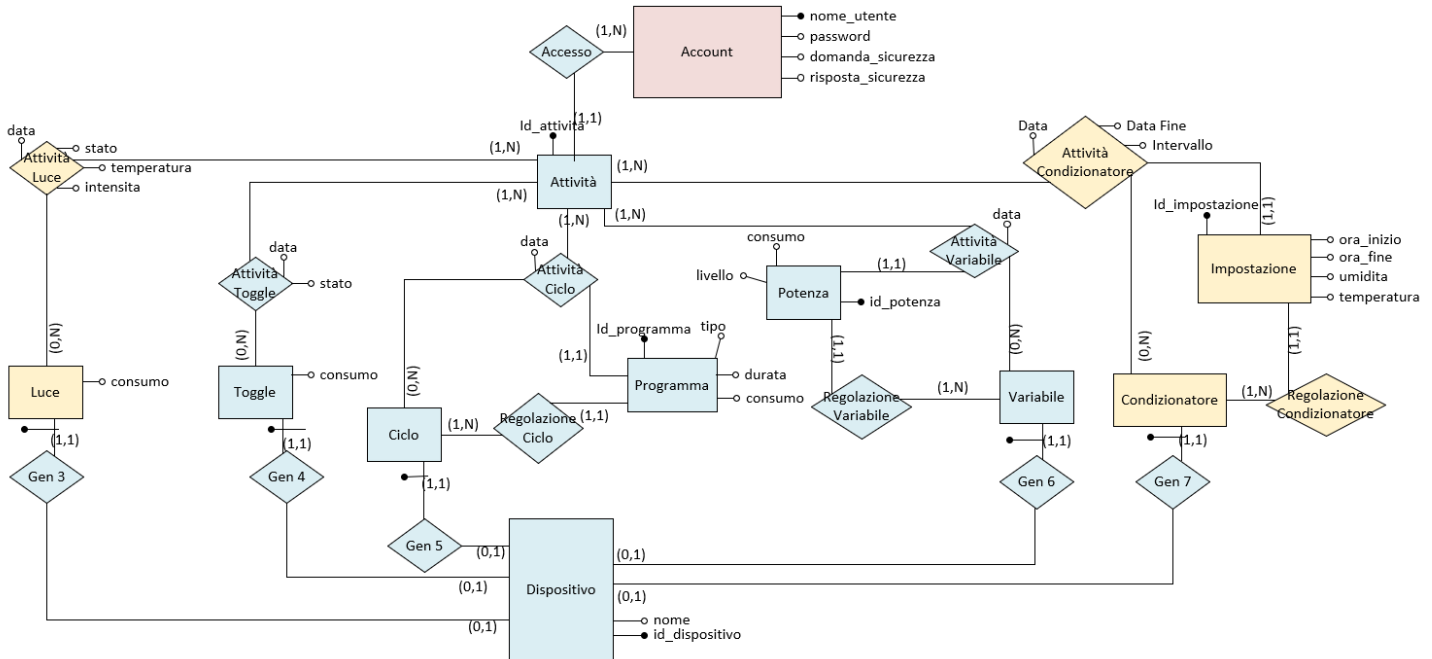 nome_utente
(1,N)
password
Accesso
Account
domanda_sicurezza
risposta_sicurezza
(1,1)
Id_attività
data
stato
(1,N)
Attività
Luce
temperatura
intensita
Attività
(1,N)
(1,N)
(1,N)
(1,N)
(1,N)
Data
Data Fine
Intervallo
Attività
Condizionatore
Id_impostazione
(1,1)
ora_inizio
ora_fine
Impostazione
umidita
temperatura
data
Attività
Toggle
stato
data
Attività
Ciclo
data
Attività
Variabile
consumo
(1,1)
livello
Potenza
id_potenza
(0,N)
(0,N)
Id_programma
tipo
(1,1)
(1,1)
(0,N)
(0,N)
(1,1)
Luce
consumo
Toggle
consumo
(0,N)
Programma
durata
consumo
(1,1)
Regolazione
Ciclo
(1,N)
Ciclo
Regolazione
Variabile
(1,N)
Variabile
Condizionatore
(1,N)
Regolazione
Condizionatore
(1,1)
(1,1)
(1,1)
(1,1)
(1,1)
Gen 3
Gen 4
Gen 5
Gen 6
Gen 7
(0,1)
(0,1)
(0,1)
(0,1)
(0,1)
Dispositivo
nome
id_dispositivo